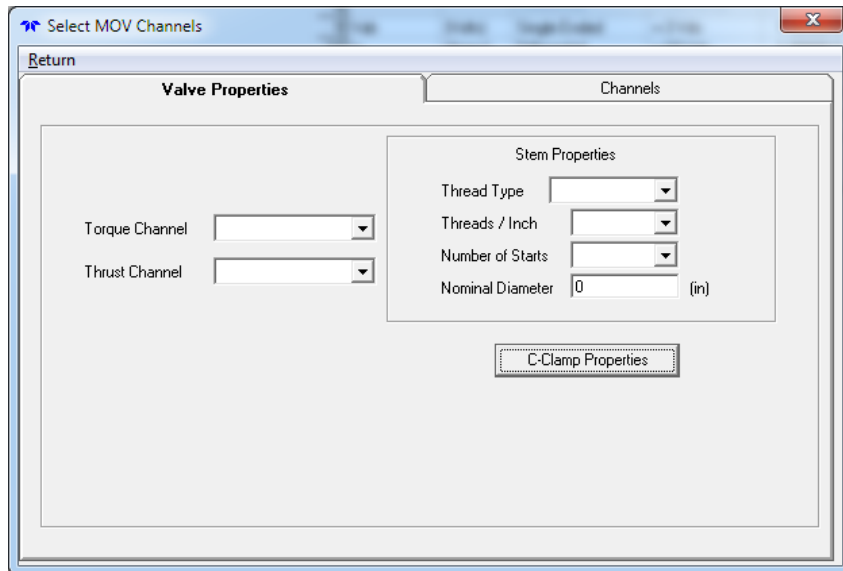 Select MOV Channels
Return
Valve Properties
Channels
Stem Properties
Thread Type
Torque Channel
Threads / Inch
Thrust Channel
Number of Starts
Nominal Diameter 0 (in)
C-Clamp Properties